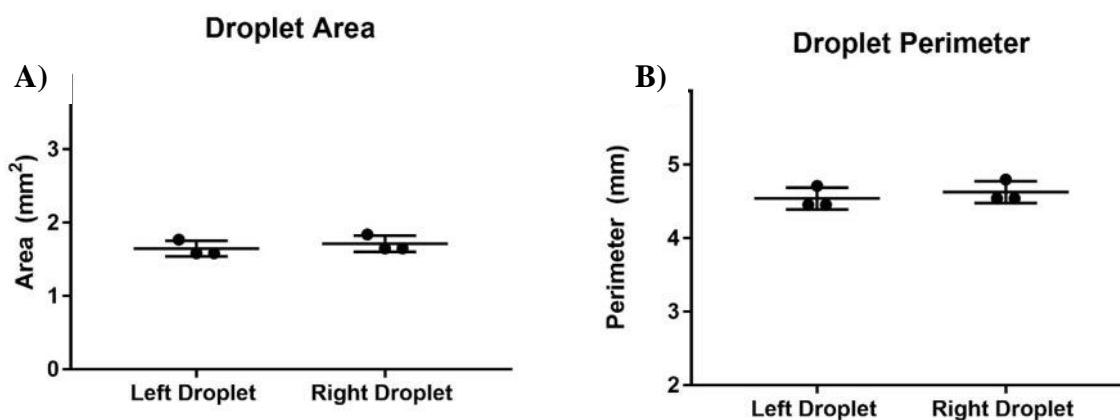 Droplet Area
A)
Area (mm²)
3
2
1
0
Left Droplet
Right Droplet
Droplet Perimeter
B)
Perimeter (mm)
5
4
3
2
Left Droplet
Right Droplet